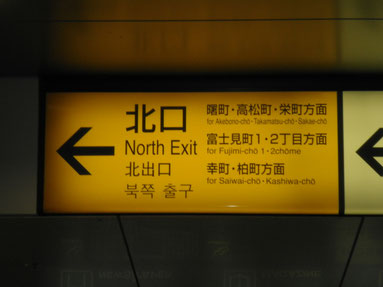 北口
North Exit
北出口
북쪽 출구
曙町・高松町・栄町方面
for Akebono-chō・Takamatsu-chō・Sakae-chō
富士見町1・2丁目方面
for Fujimi-chō 1・2chōme
幸町・柏町方面
for Saiwai-chō・Kashiwa-chō